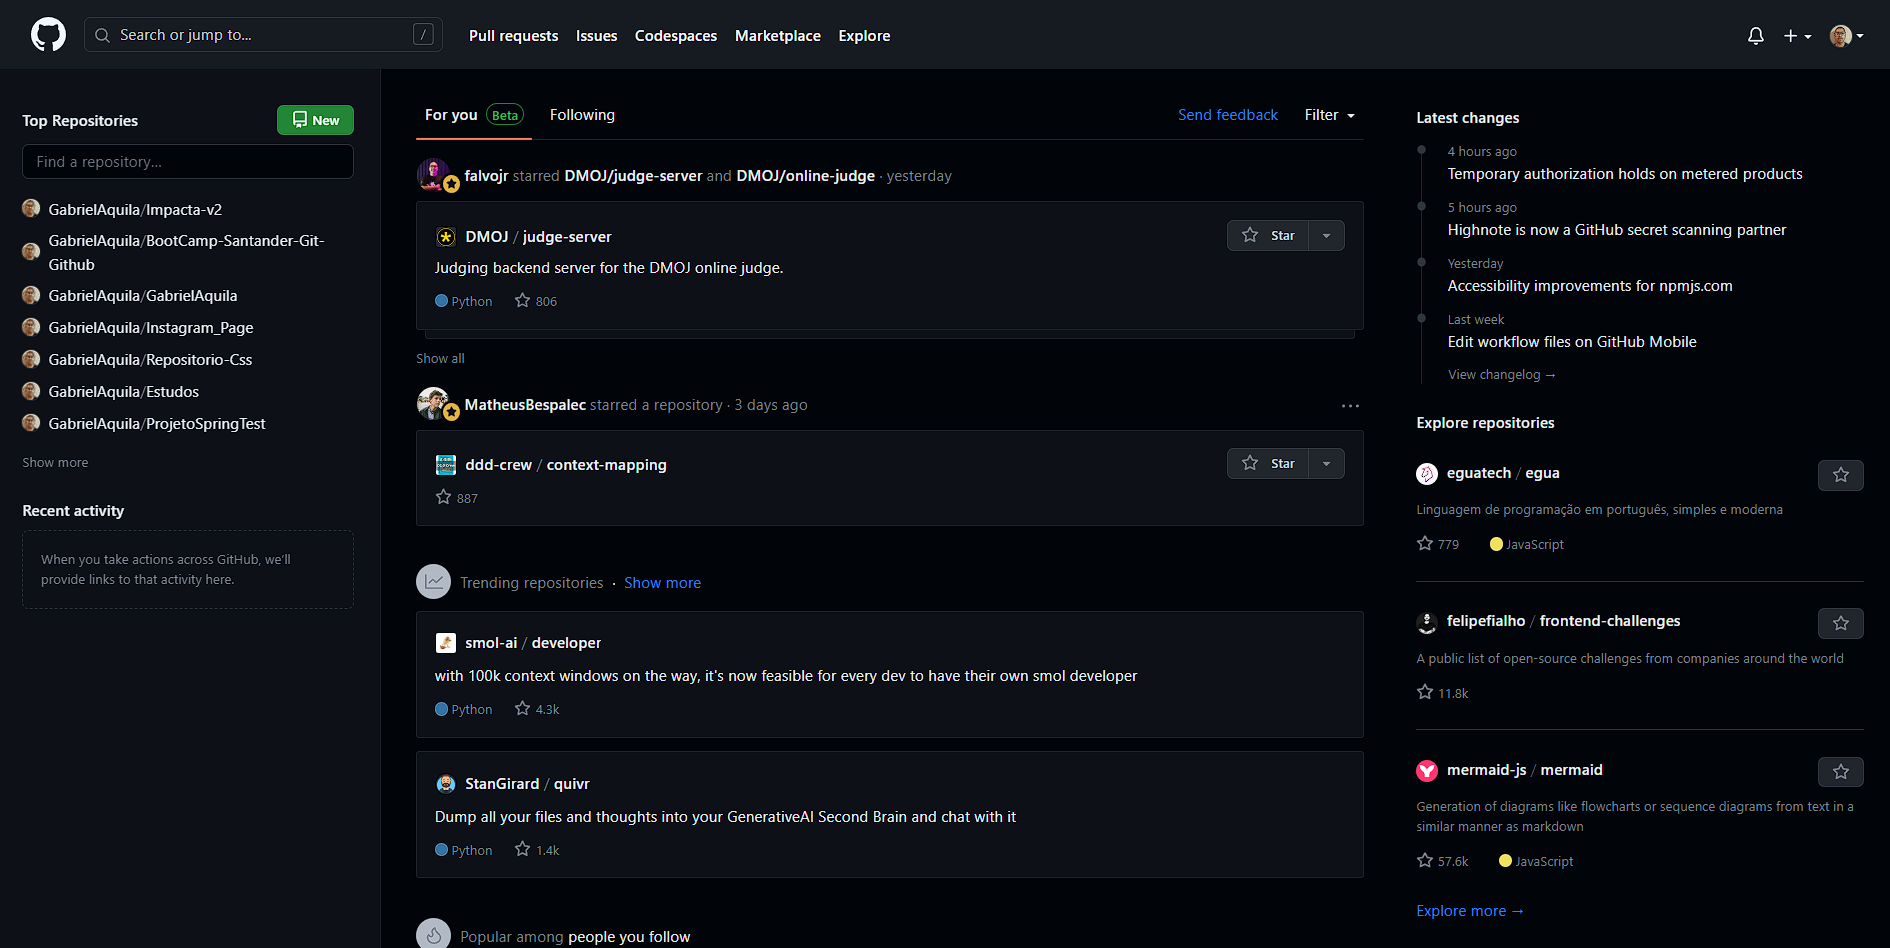 Search or jump to...
/
Pull requests
Issues
Codespaces
Marketplace
Explore
Top Repositories
New
Find a repository...
GabrielAquila/Impacta-v2
GabrielAquila/BootCamp-Santander-Git-
Github
GabrielAquila/GabrielAquila
GabrielAquila/Instagram_Page
GabrielAquila/Repositorio-Css
GabrielAquila/Estudos
GabrielAquila/ProjetoSpringTest
Show more
Recent activity
When you take actions across GitHub, we'll
provide links to that activity here.
For you Beta
Following
Send feedback
Filter
falvojr starred DMOJ/judge-server and DMOJ/online-judge · yesterday
DMOJ / judge-server
Star
Judging backend server for the DMOJ online judge.
Python 806
Show all
MatheusBespalec starred a repository · 3 days ago
ddd-crew / context-mapping
Star
887
Trending repositories · Show more
smol-ai / developer
with 100k context windows on the way, it's now feasible for every dev to have their own smol developer
Python 4.3k
StanGirard / quivr
Dump all your files and thoughts into your GenerativeAI Second Brain and chat with it
Python 1.4k
Popular among people you follow
Latest changes
4 hours ago
Temporary authorization holds on metered products
5 hours ago
Highnote is now a GitHub secret scanning partner
Yesterday
Accessibility improvements for npmjs.com
Last week
Edit workflow files on GitHub Mobile
View changelog →
Explore repositories
eguatech / egua
Linguagem de programação em português, simples e moderna
779 JavaScript
felipefialho / frontend-challenges
A public list of open-source challenges from companies around the world
11.8k
mermaid-js / mermaid
Generation of diagrams like flowcharts or sequence diagrams from text in a
similar manner as markdown
57.6k JavaScript
Explore more →